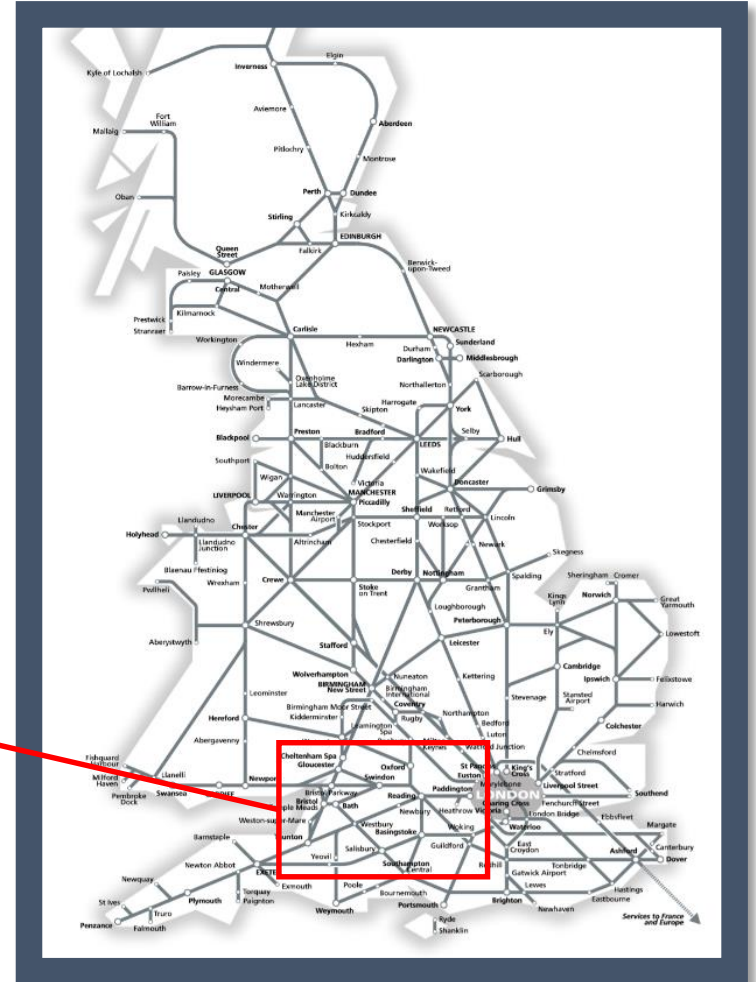 Elgin
Inverness
Kyle of Lochalsh
Aviemore
Fort
William
Mallaig
Aberdeen
Pitlochry
Montrose
Oban
Perth
Dundee
Stirling
Kirkcaldy
Queen
Street
Falkirk
EDINBURGH
Berwick-
upon-Tweed
Paisley
GLASGOW
Central
Motherwell
Prestwick
Stranraer
Kilmarnock
Carlisle
NEWCASTLE
Workington
Hexham
Sunderland
Durham
Windermere
Darlington
Middlesbrough
Oxenholme
Lake District
Scarborough
Barrow-in-Furness
Northallerton
Morecambe
Heysham Port
Lancaster
Harrogate
Skipton
York
Blackpool
Preston
Bradford
Selby
Blackburn
LEEDS
Hull
Southport
Huddersfield
Bolton
Wakefield
Wigan
Victoria
Doncaster
LIVERPOOL
Warrington
MANCHESTER
Piccadilly
Grimsby
Manchester
Airport
Sheffield
Retford
Llandudno
Stockport
Worksop
Lincoln
Holyhead
Chester
Llandudno
Junction
Altrincham
Chesterfield
Newark
Skegness
Blaenau Ffestiniog
Derby
Nottingham
Pwllheli
Wrexham
Crewe
Stoke
on Trent
Grantham
Spalding
Sheringham
Cromer
Kings
Lynn
Norwich
Great
Yarmouth
Loughborough
Shrewsbury
Peterborough
Aberystwyth
Stafford
Leicester
Ely
Lowestoft
Wolverhampton
Nuneaton
Kettering
Cambridge
BIRMINGHAM
New Street
Birmingham
International
Ipswich
Felixstowe
Leominster
Coventry
Stevenage
Stansted
Airport
Birmingham Moor Street
Kidderminster
Rugby
Northampton
Harwich
Hereford
Leamington
Spa
Bedford
Colchester
Abergavenny
Milton
Keynes
Luton
Watford Junction
Chelmsford
Fishguard
Harbour
Cheltenham Spa
Gloucester
Oxford
St Pancras
King's
Cross
Milford
Haven
Llanelli
Newport
Swindon
Euston
Stratford
Pembroke
Dock
Swansea
CARDIFF
Bristol Parkway
Marylebone
Liverpool Street
Paddington
LONDON
Reading
Southend
Bristol
Temple Meads
Bath
Charing Cross
Fenchurch Street
Newbury
Heathrow
Victoria
London Bridge
Ebbsfleet
Weston-super-Mare
Westbury
Basingstoke
Woking
Waterloo
Margate
Barnstaple
Taunton
Salisbury
Guildford
East
Croydon
Canterbury
Newton Abbot
Yeovil
Southampton
Central
Redhill
Tonbridge
Ashford
Dover
EXETER
Gatwick Airport
Newquay
Exmouth
Poole
Lewes
Hastings
St Ives
Torquay
Paignton
Bournemouth
Eastbourne
Plymouth
Weymouth
Portsmouth
Brighton
Newhaven
Truro
Ryde
Penzance
Falmouth
Shanklin
Services to France
and Europe